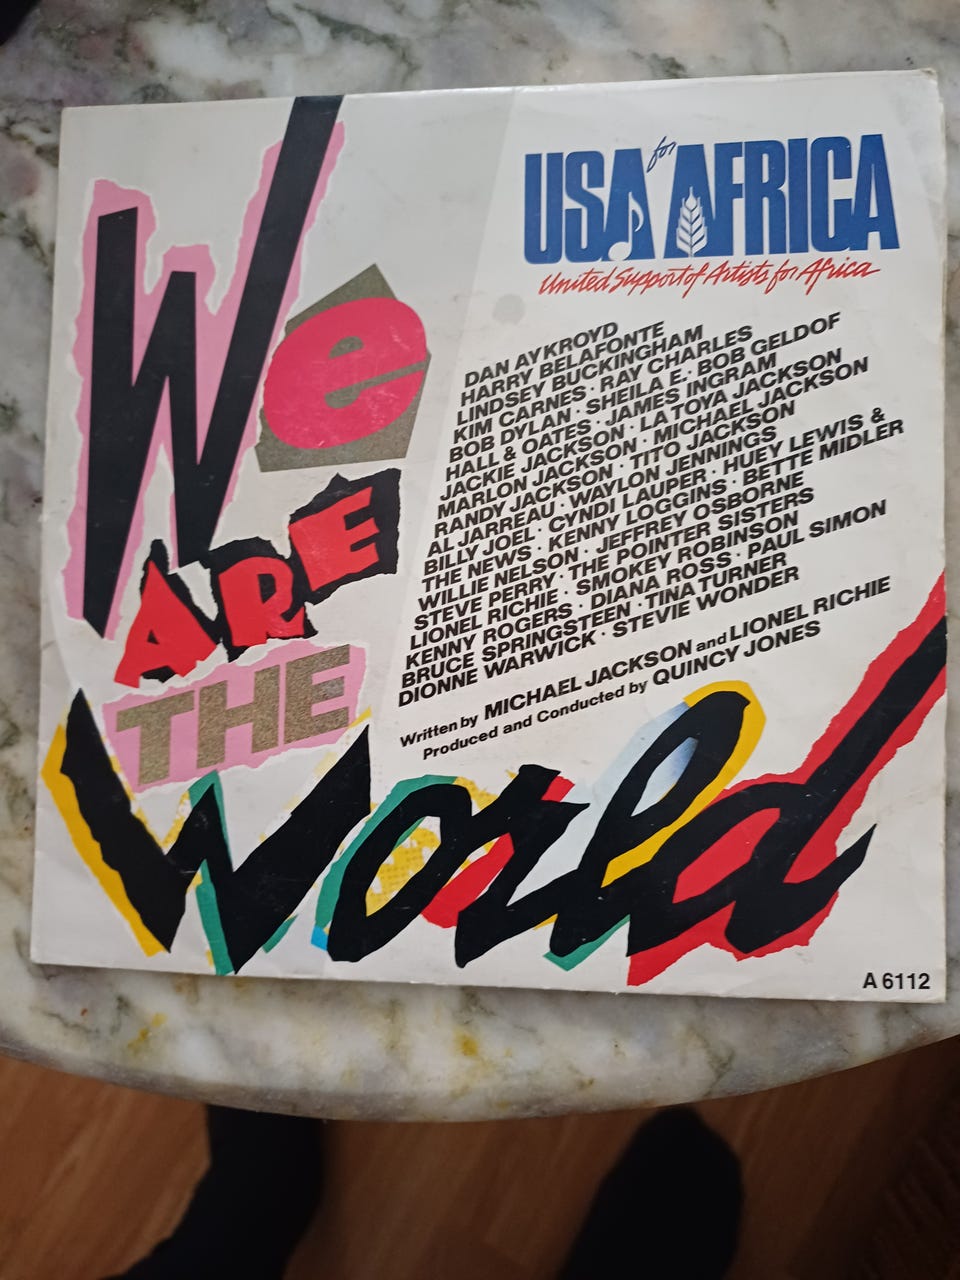 We
ARE
THE
World
USA for AFRICA
United Support of Artists for Africa
DAN AYKROYD
HARRY BELAFONTE
LINDSEY BUCKINGHAM
KIM CARNES · RAY CHARLES
BOB DYLAN · SHEILA E. · BOB GELDOF
HALL & OATES · JAMES INGRAM
JACKIE JACKSON · LA TOYA JACKSON
MARLON JACKSON · MICHAEL JACKSON
RANDY JACKSON · TITO JACKSON
AL JARREAU · WAYLON JENNINGS
BILLY JOEL · CYNDI LAUPER · HUEY LEWIS &
THE NEWS · KENNY LOGGINS · BETTE MIDLER
WILLIE NELSON · JEFFREY OSBORNE
STEVE PERRY · THE POINTER SISTERS
LIONEL RICHIE · SMOKEY ROBINSON
KENNY ROGERS · DIANA ROSS · PAUL SIMON
BRUCE SPRINGSTEEN · TINA TURNER
DIONNE WARWICK · STEVIE WONDER
Written by MICHAEL JACKSON and LIONEL RICHIE
Produced and Conducted by QUINCY JONES
A 6112